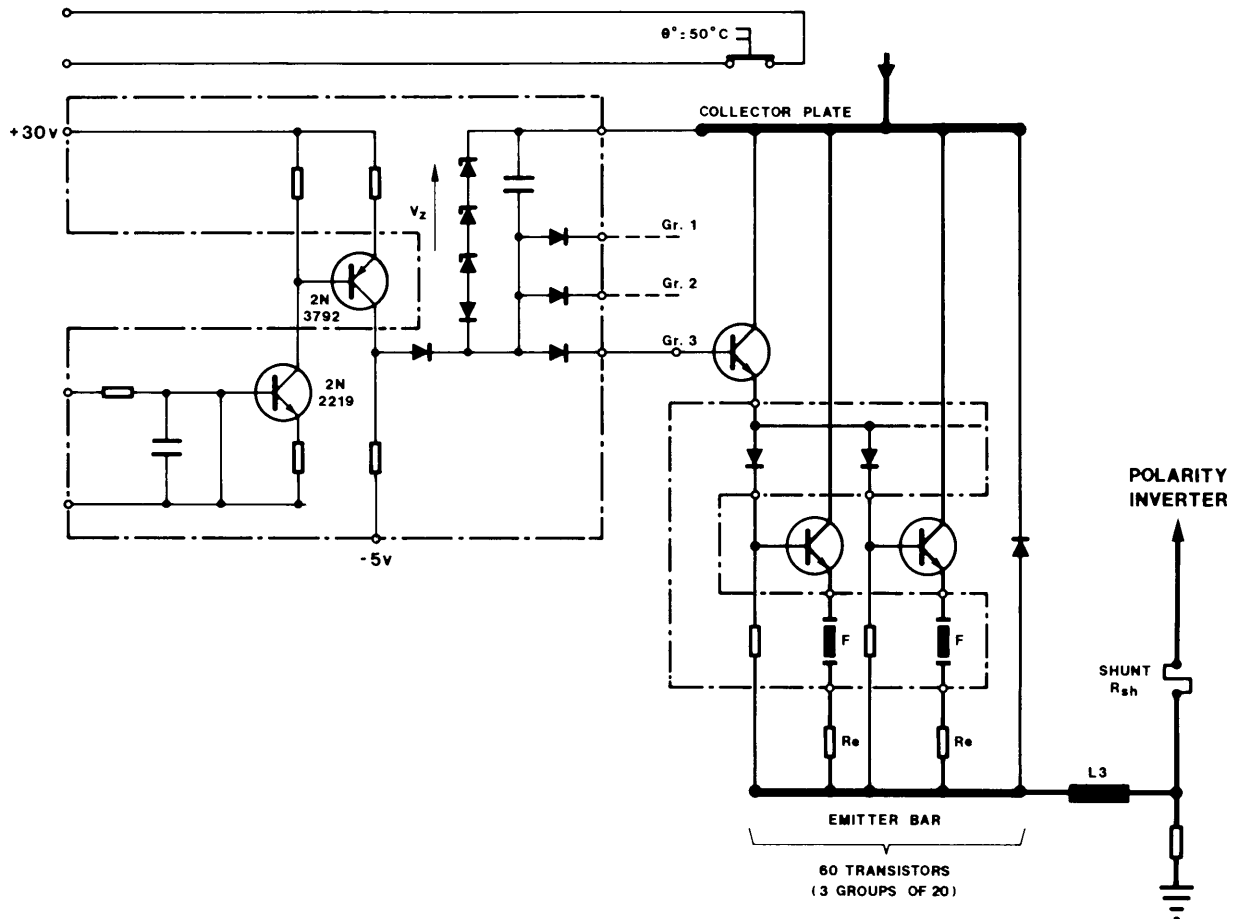 θ°:50°C
COLLECTOR PLATE
+30V
Vz
Gr. 1
Gr. 2
2N
3792
Gr. 3
2N
2219
-5V
POLARITY
INVERTER
F
F
SHUNT
Rsh
Re
Re
L3
EMITTER BAR
60 TRANSISTORS
(3 GROUPS OF 20)